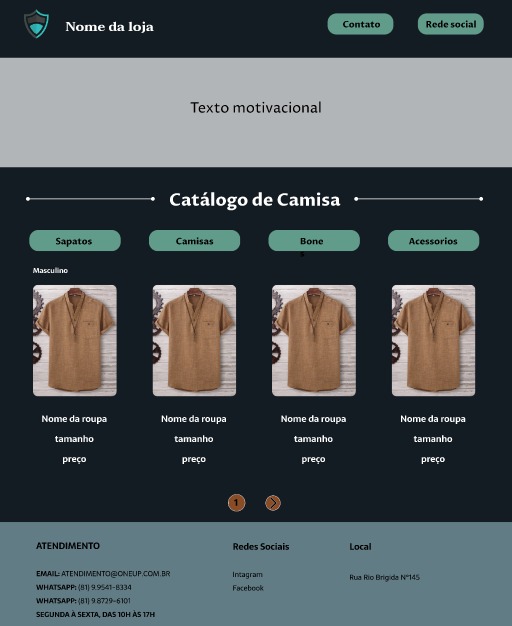 Nome da loja
Contato
Rede social
Texto motivacional
Catálogo de Camisa
Sapatos
Camisas
Bone
s
Acessorios
Masculino
Nome da roupa
tamanho
preço
Nome da roupa
tamanho
preço
Nome da roupa
tamanho
preço
Nome da roupa
tamanho
preço
1
ATENDIMENTO
EMAIL: ATENDIMENTO@ONEUP.COM.BR
WHATSAPP: (81) 9.9541-8334
WHATSAPP: (81) 9.8729-6101
SEGUNDA À SEXTA, DAS 10H ÀS 17H
Redes Sociais
Intagram
Facebook
Local
Rua Rio Brigida N°145